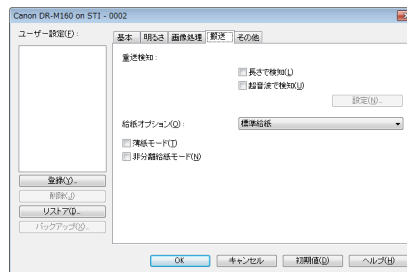 Canon DR-M160 on STI - 0002
ユーザー設定(F):
基本 明るさ 画像処理 搬送 その他
重送検知:
長さで検知(L)
超音波で検知(U)
設定(N)...
給紙オプション(O):
標準給紙
薄紙モード(T)
非分離給紙モード(N)
登録(Y)...
削除(J)
リストア(I)...
バックアップ(X)...
OK キャンセル 初期値(D) ヘルプ(H)